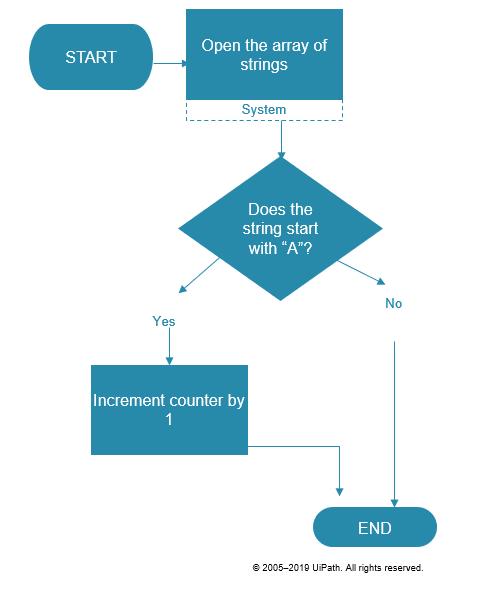 START
Open the array of
strings
System
Does the
string start
with “A”?
No
Yes
Increment counter by
1
END
© 2005–2019 UiPath. All rights reserved.